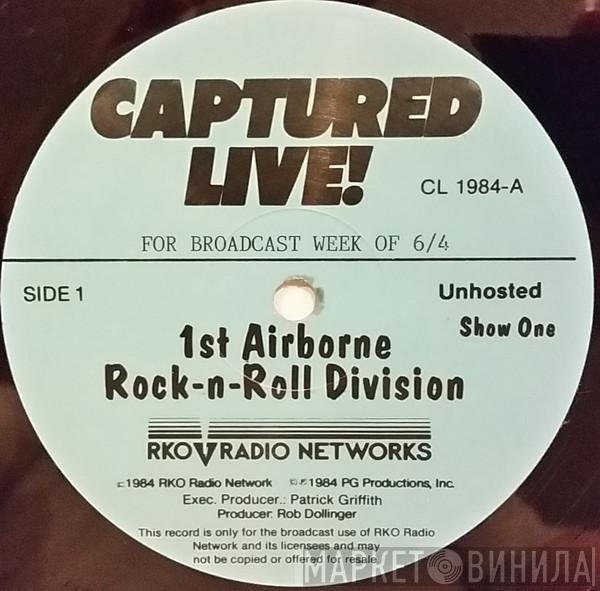 CAPTURED
LIVE!
CL 1984-A
FOR BROADCAST WEEK OF 6/4
SIDE 1
Unhosted
Show One
1st Airborne
Rock-n-Roll Division
RKO RADIO NETWORKS
©1984 RKO Radio Network ©℗1984 PG Productions, Inc.
Exec. Producer.: Patrick Griffith
Producer: Rob Dollinger
This record is only for the broadcast use of RKO Radio
Network and its licensees and may
not be copied or offered for resale.
МАРКЕТ ВИНИЛА